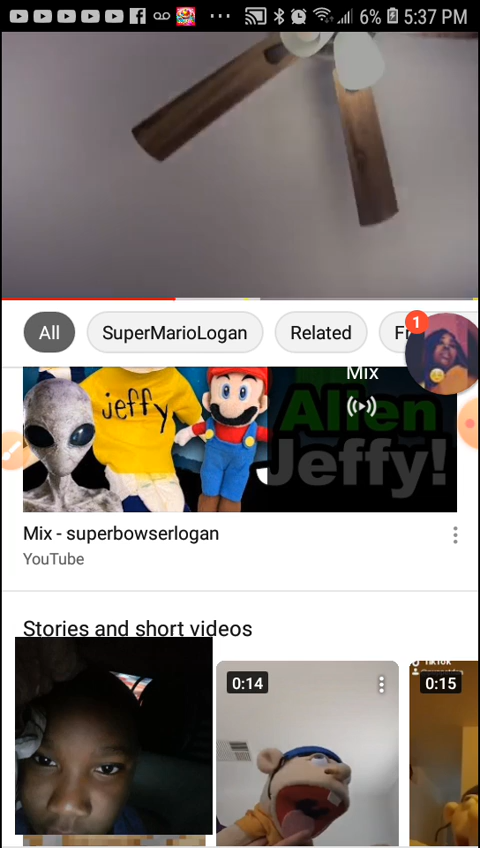 6% 5:37 PM
All SuperMarioLogan Related
1
jeffy
Mix
Alien
Jeffy!
Mix - superbowserlogan
YouTube
Stories and short videos
0:14 0:15
TikTok